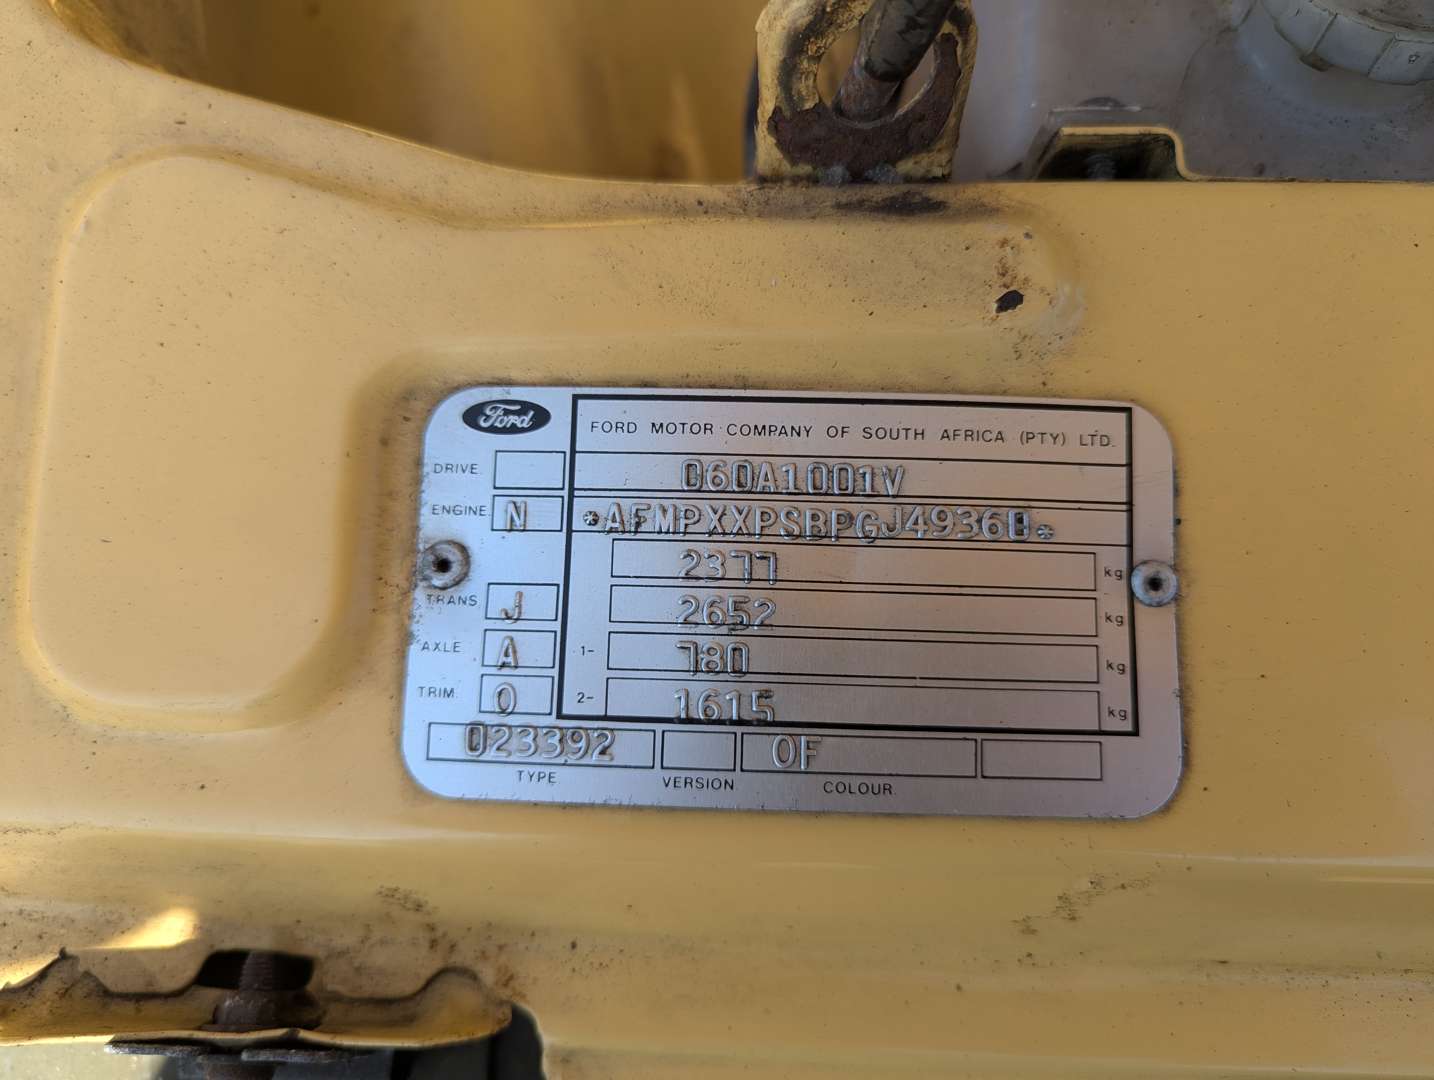 Ford
FORD MOTOR COMPANY OF SOUTH AFRICA (PTY) LTD.
DRIVE 060A1001V
ENGINE N *AFMPXXPSBPGJ49360*
2377 kg
TRANS J 2652 kg
AXLE A 1- 780 kg
TRIM 0 2- 1615 kg
023392 0F
TYPE VERSION COLOUR